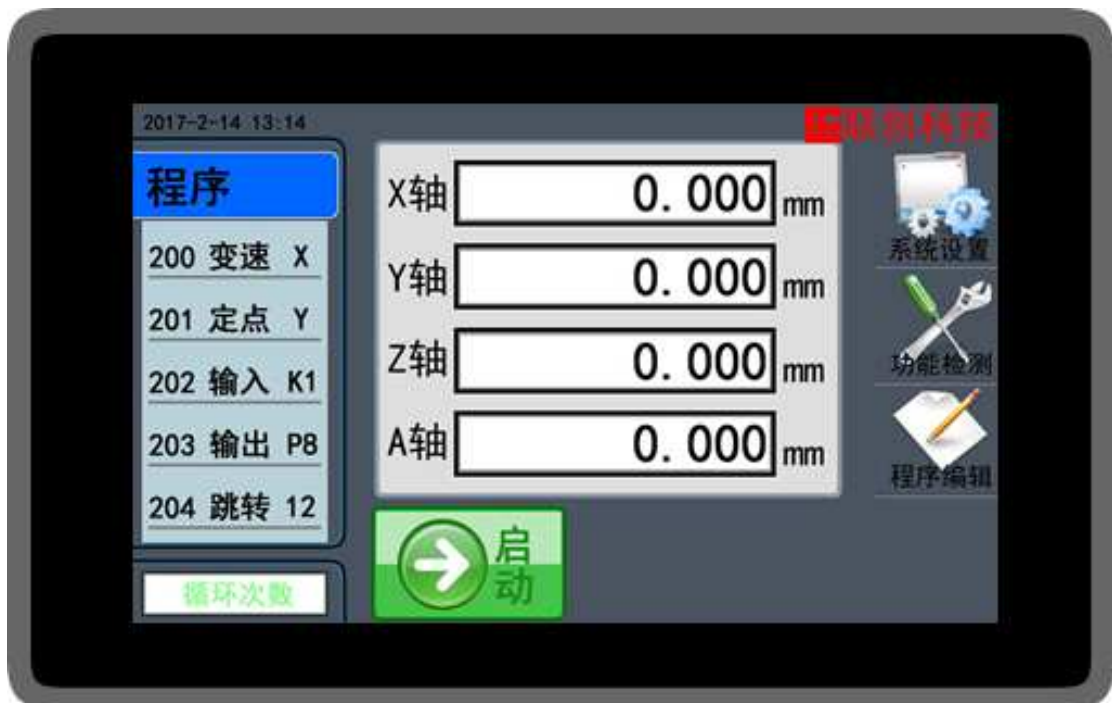 2017-2-14 13:14
联创科技
程序
200 变速 X
201 定点 Y
202 输入 K1
203 输出 P8
204 跳转 12
循环次数
X轴 0.000 mm
Y轴 0.000 mm
Z轴 0.000 mm
A轴 0.000 mm
启动
系统设置
功能检测
程序编辑